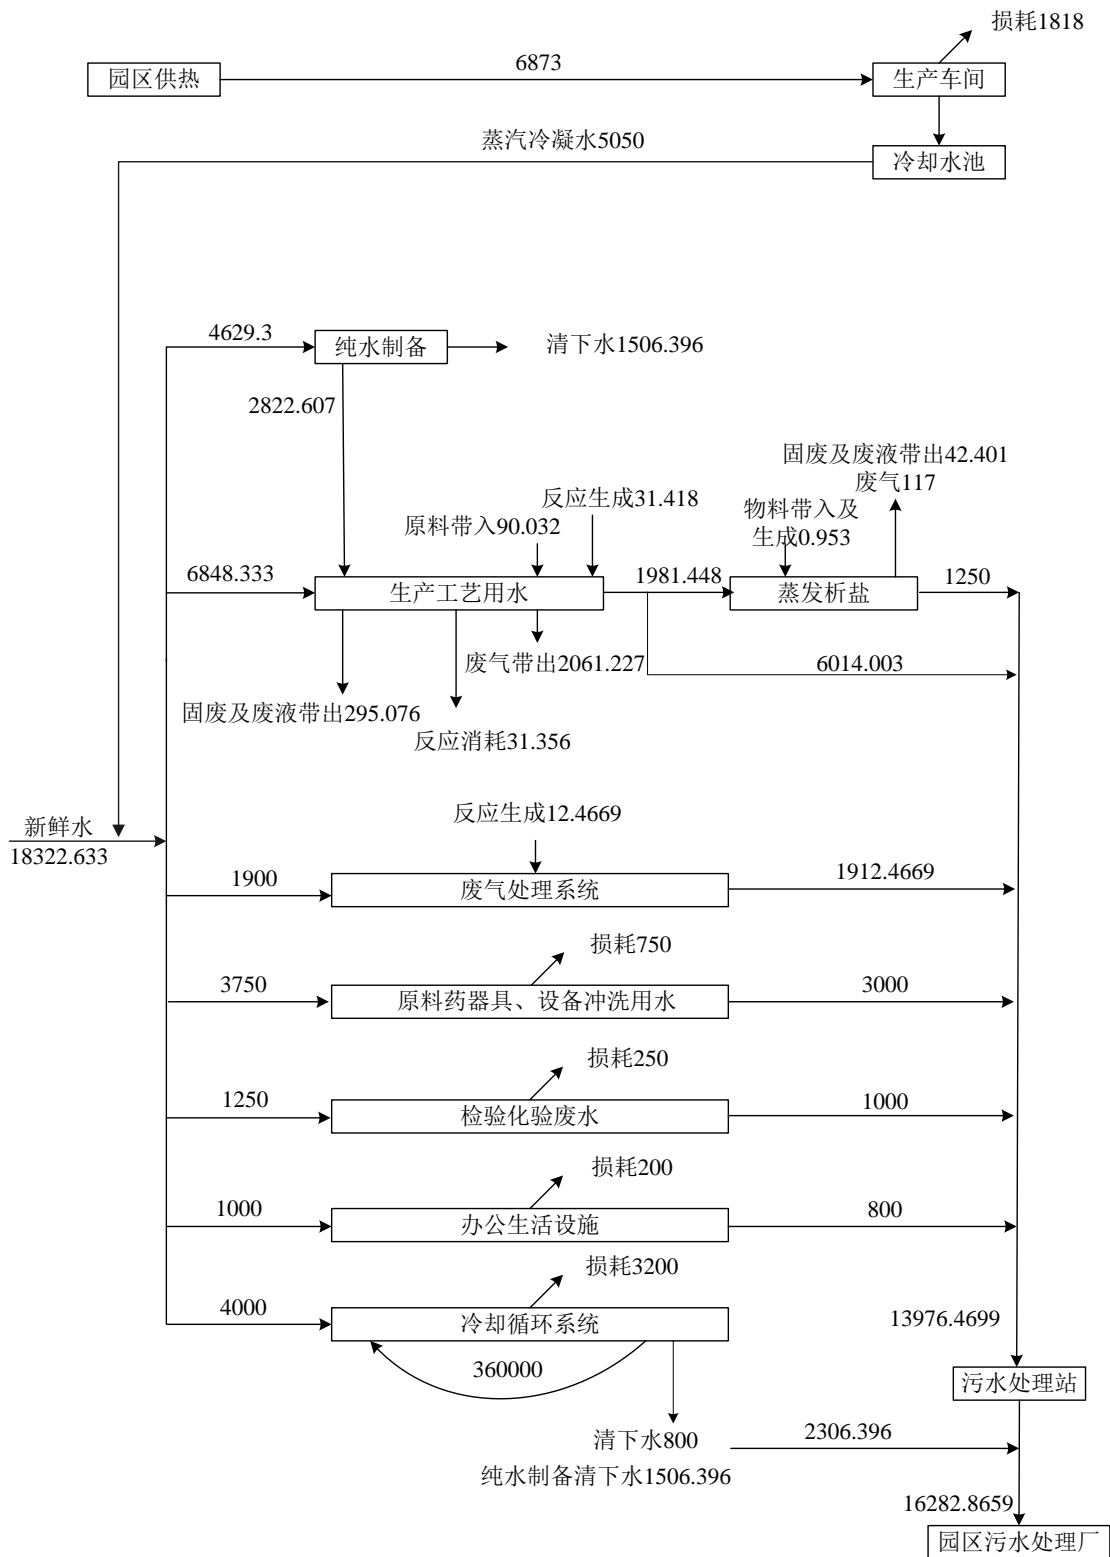 损耗1818
6873
园区供热
生产车间
蒸汽冷凝水5050
冷却水池
4629.3
纯水制备
清下水1506.396
2822.607
固废及废液带出42.401
废气117
反应生成31.418
原料带入90.032
物料带入及
生成0.953
6848.333
生产工艺用水
1981.448
蒸发析盐
1250
废气带出2061.227
6014.003
固废及废液带出295.076
反应消耗31.356
反应生成12.4669
新鲜水
18322.633
1900
废气处理系统
1912.4669
损耗750
3750
原料药器具、设备冲洗用水
3000
损耗250
1250
检验化验废水
1000
损耗200
1000
办公生活设施
800
损耗3200
4000
冷却循环系统
13976.4699
360000
污水处理站
清下水800
2306.396
纯水制备清下水1506.396
16282.8659
园区污水处理厂